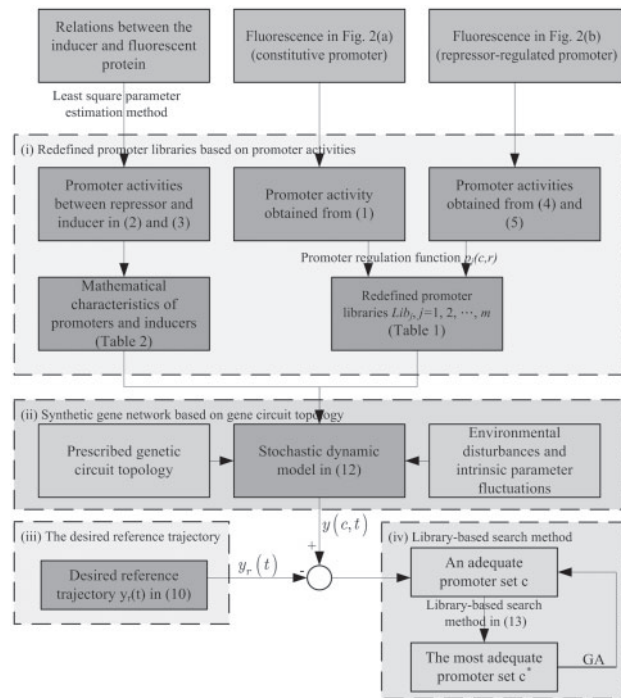 Relations between the
inducer and fluorescent
protein
Fluorescence in Fig. 2(a)
(constitutive promoter)
Fluorescence in Fig. 2(b)
(repressor-regulated promoter)
Least square parameter
estimation method
(i) Redefined promoter libraries based on promoter activities
Promoter activities
between repressor and
inducer in (2) and (3)
Promoter activity
obtained from (1)
Promoter activities
obtained from (4) and
(5)
Promoter regulation function pⱼ(c,r)
Mathematical
characteristics of
promoters and inducers
(Table 2)
Redefined promoter
libraries Libⱼ, j=1, 2, ⋯, m
(Table 1)
(ii) Synthetic gene network based on gene circuit topology
Prescribed genetic
circuit topology
Stochastic dynamic
model in (12)
Environmental
disturbances and
intrinsic parameter
fluctuations
y(c,t)
+
(iii) The desired reference trajectory
Desired reference
trajectory yᵣ(t) in (10)
yᵣ(t)
-
(iv) Library-based search method
An adequate
promoter set c
Library-based search
method in (13)
The most adequate
promoter set c*
GA